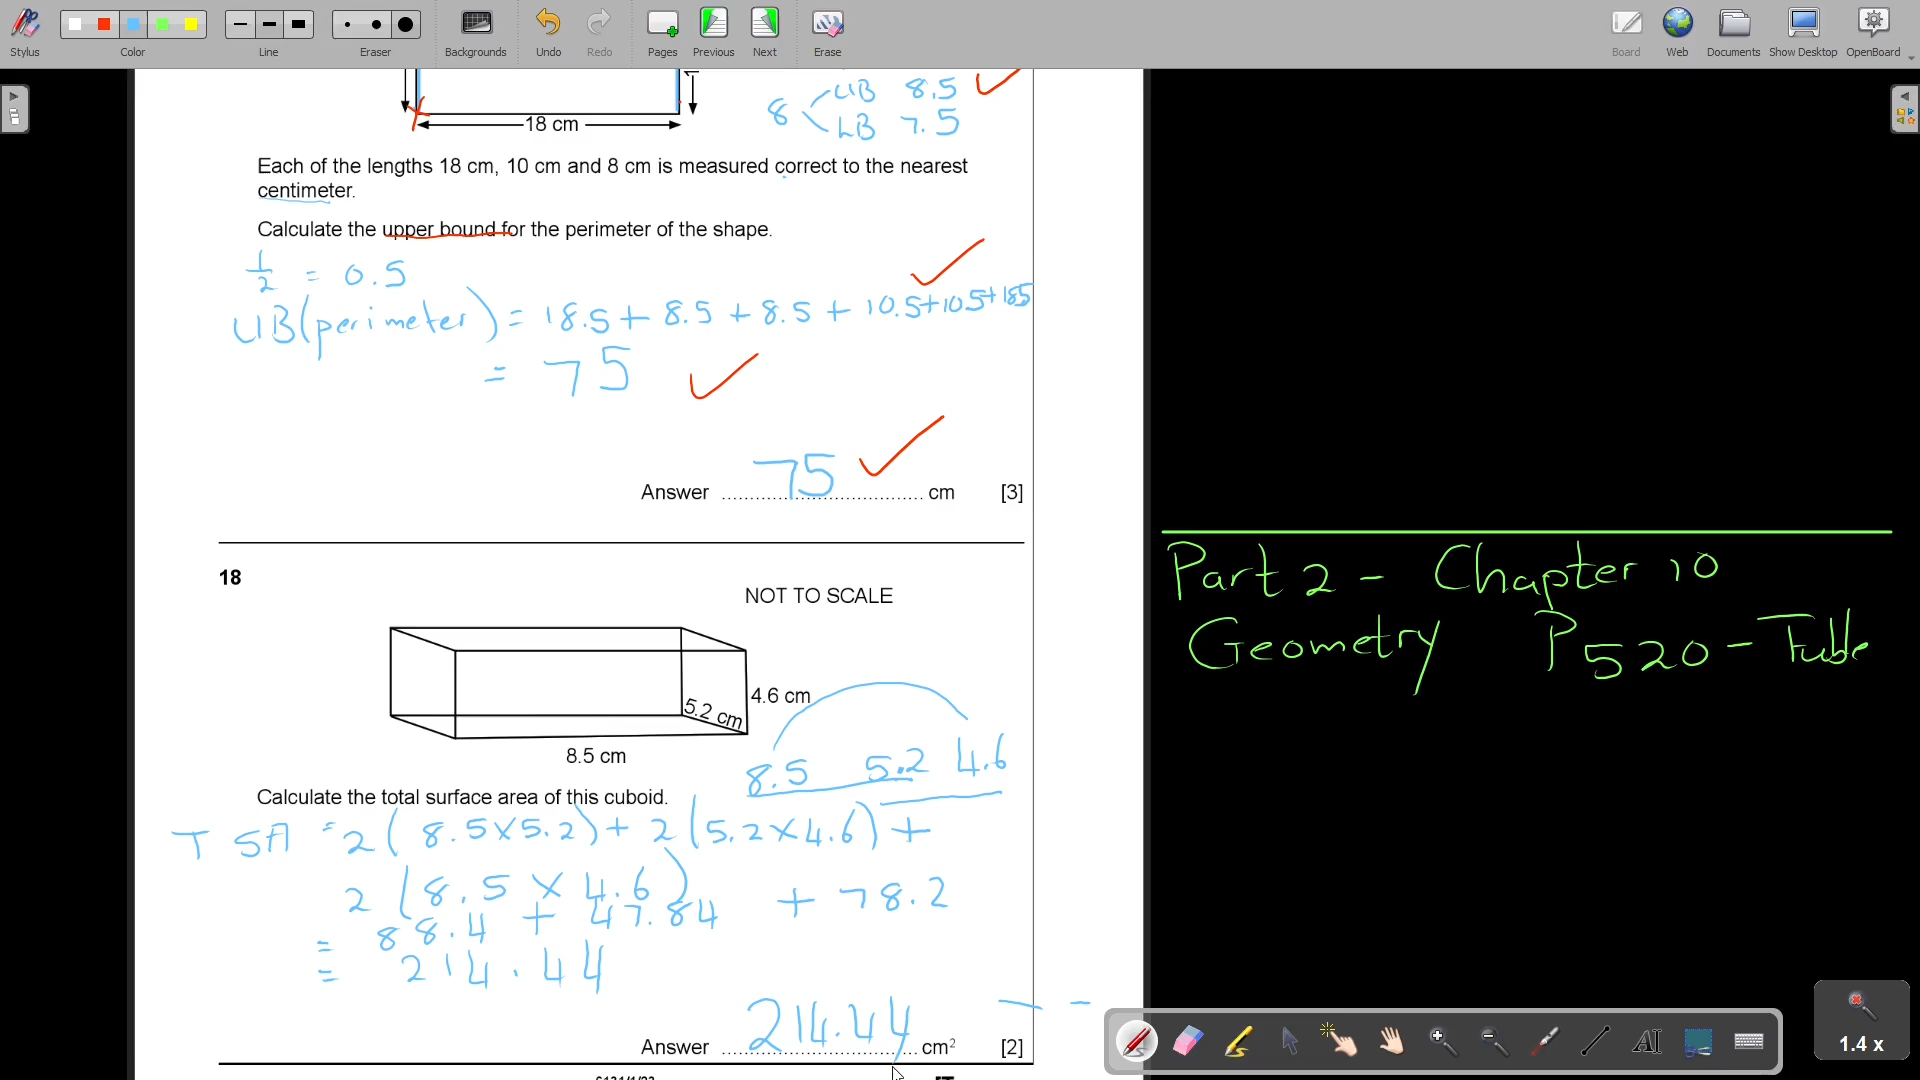 Stylus Color Line Eraser Backgrounds Undo Redo Pages Previous Next Erase Board Web Documents Show Desktop OpenBoard
8 UB 8.5
LB 7.5
18 cm
Each of the lengths 18 cm, 10 cm and 8 cm is measured correct to the nearest
centimeter.
Calculate the upper bound for the perimeter of the shape.
1/2 = 0.5
UB(perimeter) = 18.5 + 8.5 + 8.5 + 10.5+10.5+18.5
= 75
75
Answer .................................... cm [3]
18
NOT TO SCALE
4.6 cm
5.2 cm
8.5 cm
8.5 5.2 4.6
Calculate the total surface area of this cuboid.
T SA = 2(8.5×5.2) + 2(5.2×4.6) +
2(8.5×4.6)
= 88.4 + 47.84 + 78.2
= 214.44
214.44
Answer ................................... cm² [2]
Part 2 - Chapter 10
Geometry P520 - Tube
1.4 x